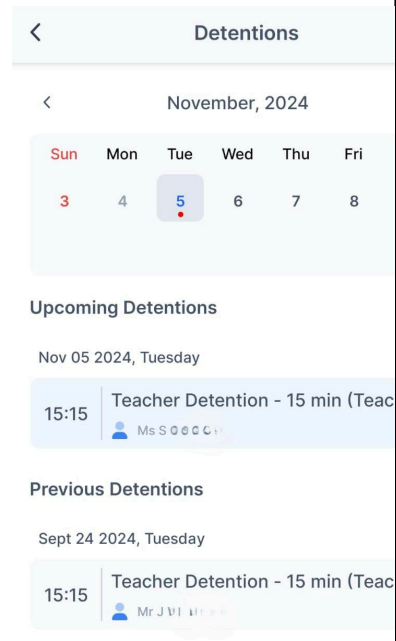 Detentions
November, 2024
Sun Mon Tue Wed Thu Fri
3 4 5 6 7 8
Upcoming Detentions
Nov 05 2024, Tuesday
Teacher Detention - 15 min (Teac
15:15
Ms S
Previous Detentions
Sept 24 2024, Tuesday
Teacher Detention - 15 min (Teac
15:15
Mr J